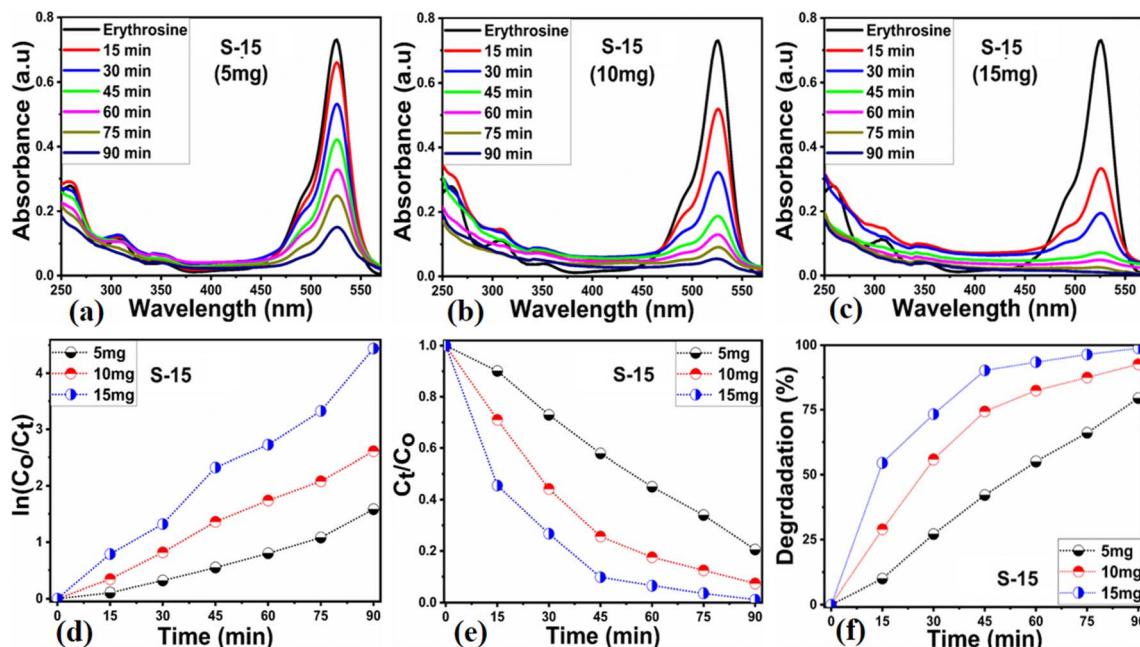 Absorbance (a.u)
0.8
0.6
0.4
0.2
0.0
Erythrosine
15 min
30 min
45 min
60 min
75 min
90 min
S-15
(5mg)
250 300 350 400 450 500 550
Wavelength (nm)
(a)
Absorbance (a.u)
0.8
0.6
0.4
0.2
0.0
Erythrosine
15 min
30 min
45 min
60 min
75 min
90 min
S-15
(10mg)
250 300 350 400 450 500 550
Wavelength (nm)
(b)
Absorbance (a.u)
0.8
0.6
0.4
0.2
0.0
Erythrosine
15 min
30 min
45 min
60 min
75 min
90 min
S-15
(15mg)
250 300 350 400 450 500 550
Wavelength (nm)
(c)
ln(Co/Ct)
4
3
2
1
0
5mg
10mg
15mg
S-15
0 15 30 45 60 75 90
Time (min)
(d)
Ct/Co
1.0
0.8
0.6
0.4
0.2
0.0
5mg
10mg
15mg
S-15
0 15 30 45 60 75 90
Time (min)
(e)
Degrdadation (%)
100
75
50
25
0
5mg
10mg
15mg
S-15
0 15 30 45 60 75 90
Time (min)
(f)